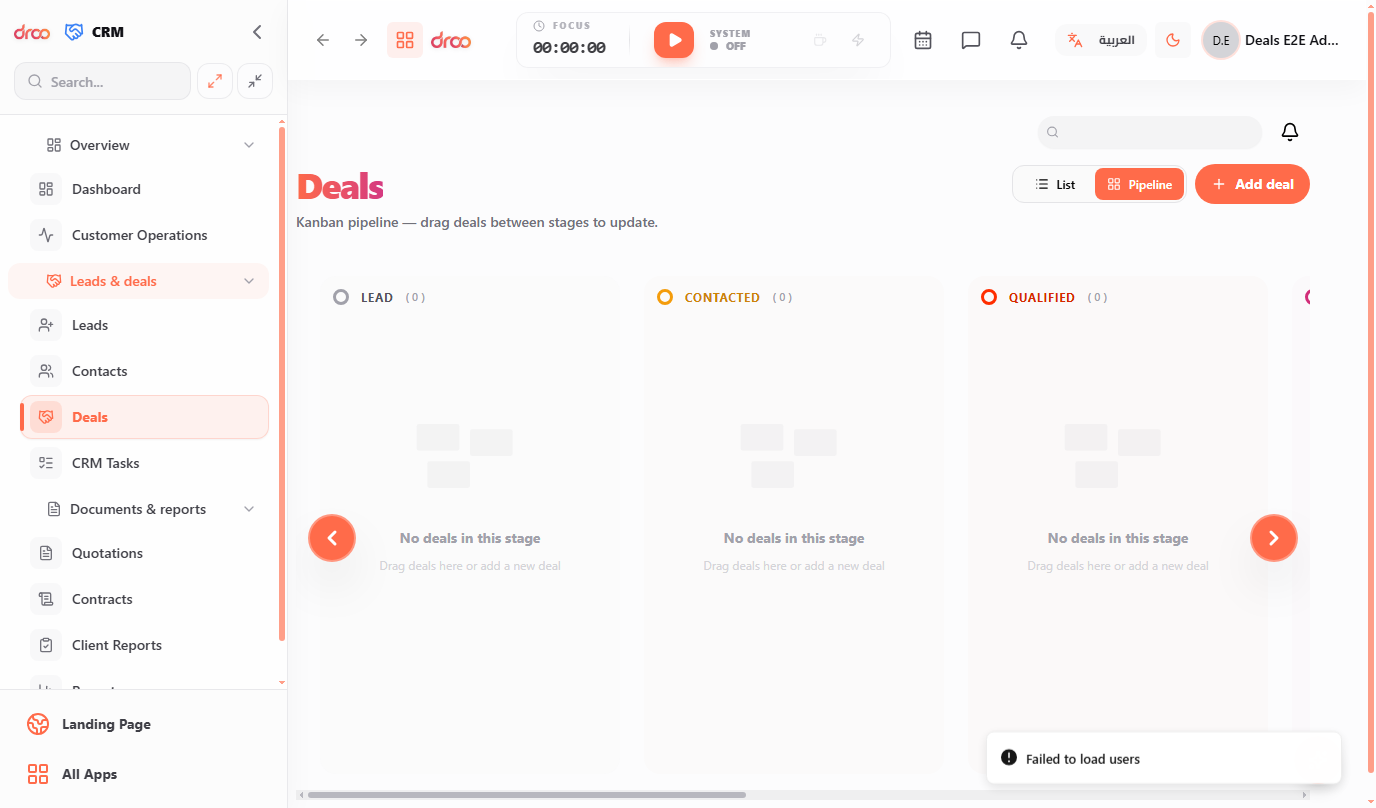 droo CRM
Search...
Overview
Dashboard
Customer Operations
Leads & deals
Leads
Contacts
Deals
CRM Tasks
Documents & reports
Quotations
Contracts
Client Reports
Landing Page
All Apps
droo
FOCUS
00:00:00
SYSTEM
OFF
العربية
D.E
Deals E2E Ad...
Deals
Kanban pipeline — drag deals between stages to update.
List
Pipeline
Add deal
LEAD (0)
No deals in this stage
Drag deals here or add a new deal
CONTACTED (0)
No deals in this stage
Drag deals here or add a new deal
QUALIFIED (0)
No deals in this stage
Drag deals here or add a new deal
Failed to load users